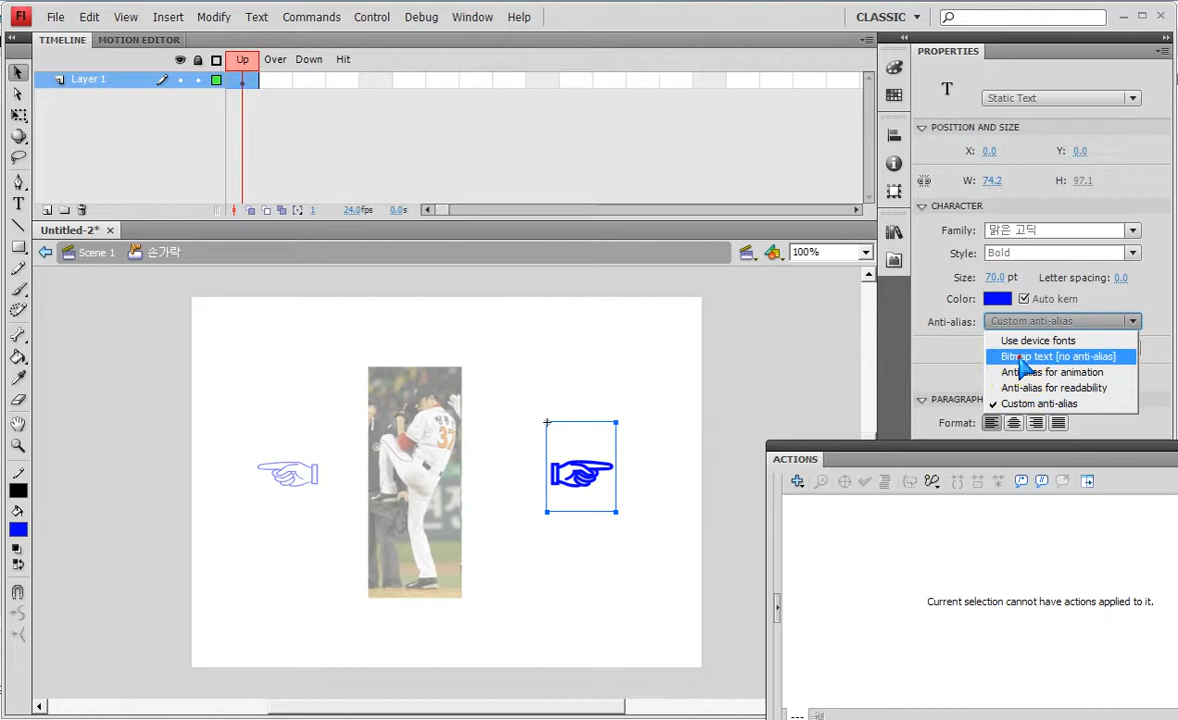 Fl File Edit View Insert Modify Text Commands Control Debug Window Help CLASSIC
TIMELINE MOTION EDITOR
Up Over Down Hit
Layer 1
1 24.0fps 0.0s
Untitled-2*
Scene 1 손가락 100%
37
PROPERTIES
T Static Text
POSITION AND SIZE
X: 0.0 Y: 0.0
W: 74.2 H: 97.1
CHARACTER
Family: 맑은 고딕
Style: Bold
Size: 70.0 pt Letter spacing: 0.0
Color: Auto kern
Anti-alias: Custom anti-alias
Use device fonts
Bitmap text [no anti-alias]
Anti-alias for animation
Anti-alias for readability
Custom anti-alias
PARAGRAPH
Format:
ACTIONS
Current selection cannot have actions applied to it.